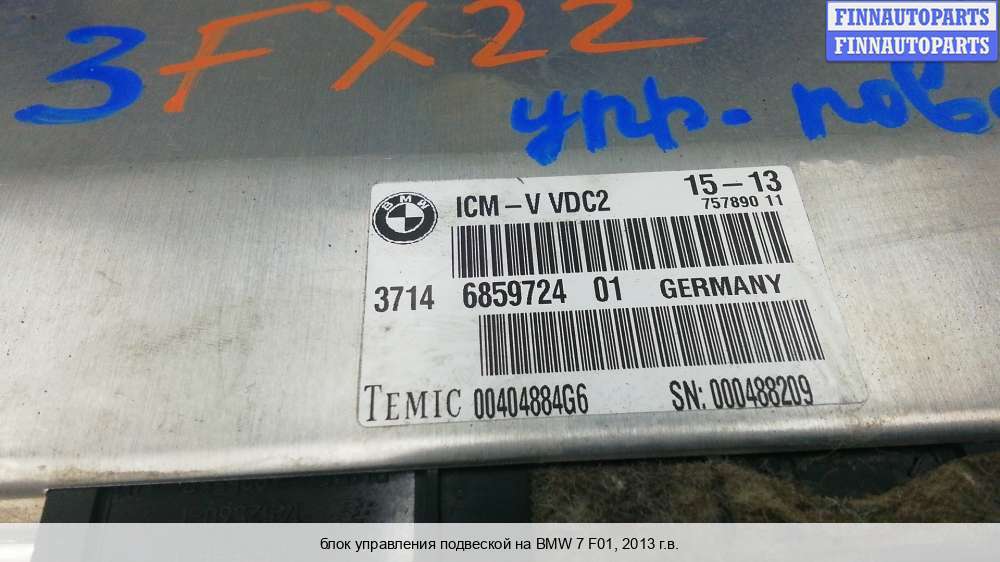 FINNAUTOPARTS
FINNAUTOPARTS
3FX22
упр. пов
BMW
ICM-V VDC2 15-13
757890 11
3714 6859724 01 GERMANY
TEMIC 00404884G6 SN: 000488209
блок управления подвеской на BMW 7 F01, 2013 г.в.